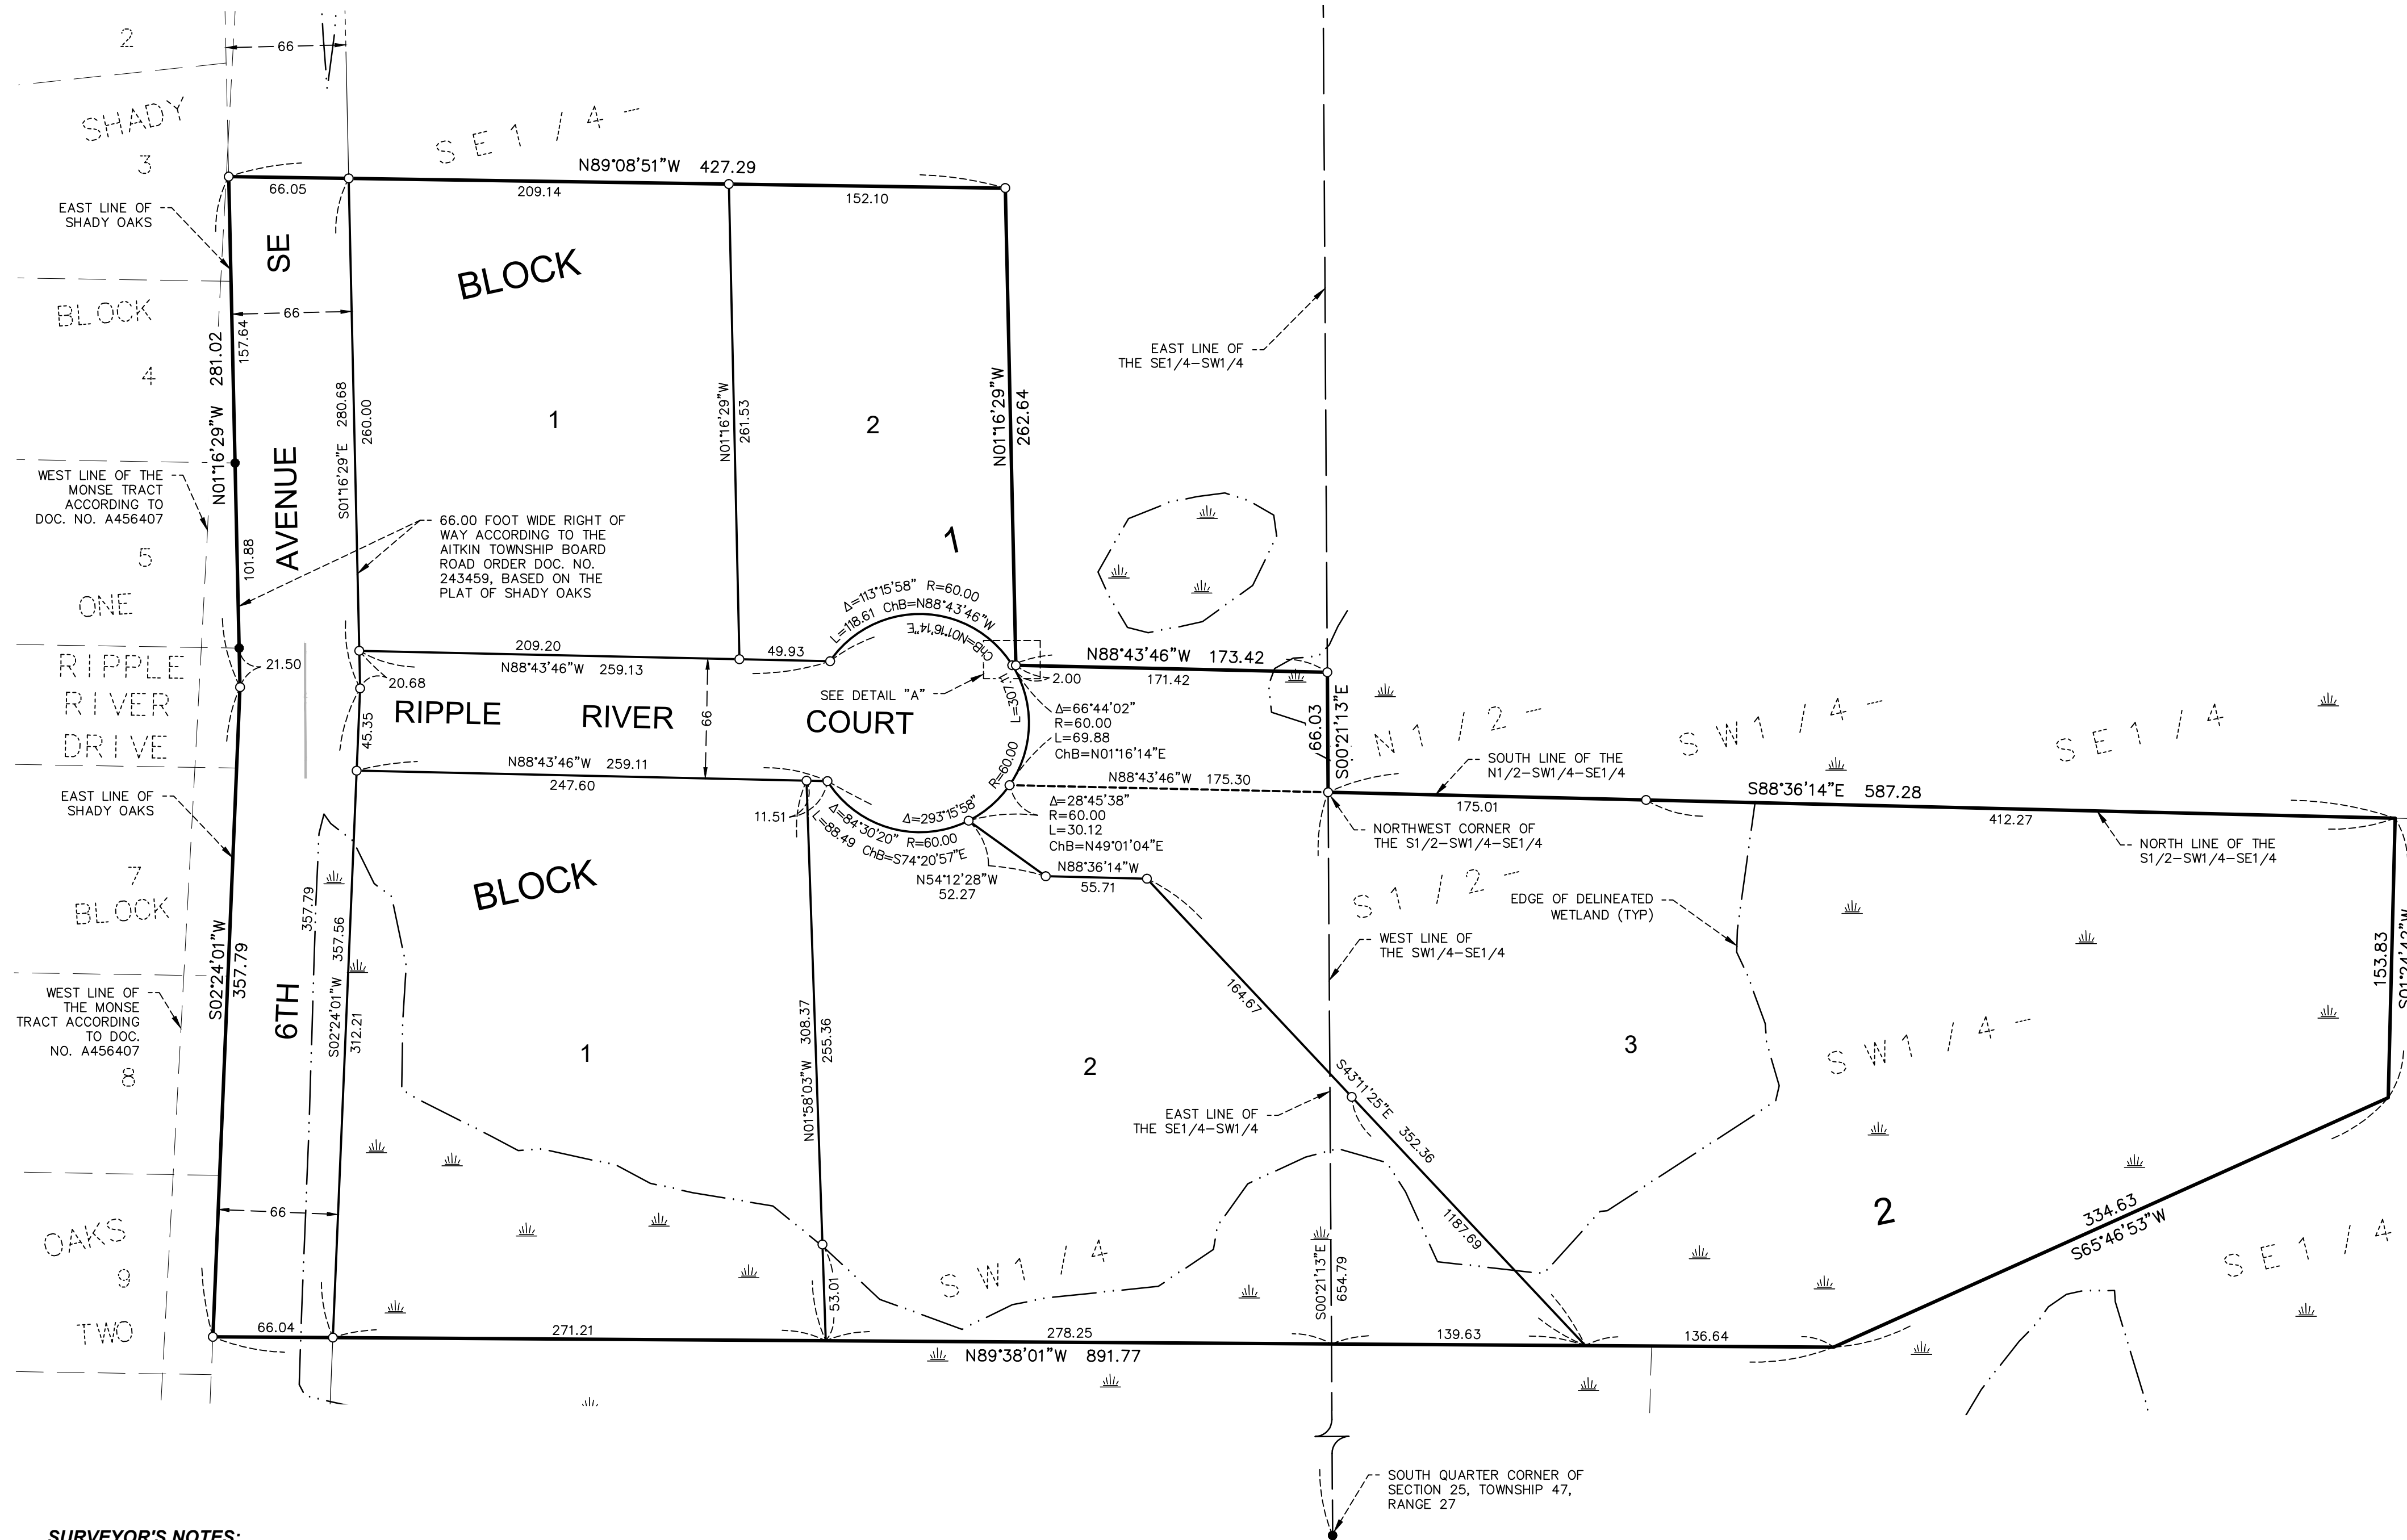 2
66
SHADY
3
SE1/4-
N89°08'51"W 427.29
66.05
209.14
152.10
EAST LINE OF
SHADY OAKS
SE
BLOCK
BLOCK
66
4
N01°16'29"W 281.02
157.64
101.88
S01°16'29"E 280.68
260.00
1
N01°16'29"W
261.53
2
N01°16'29"W
262.64
EAST LINE OF
THE SE1/4-SW1/4
WEST LINE OF THE
MONSE TRACT
ACCORDING TO
DOC. NO. A456407
AVENUE
66.00 FOOT WIDE RIGHT OF
WAY ACCORDING TO THE
AITKIN TOWNSHIP BOARD
ROAD ORDER DOC. NO.
243459, BASED ON THE
PLAT OF SHADY OAKS
1
5
ONE
Δ=113°15'58" R=60.00
L=118.61 ChB=N88°43'46"W
ChB=N01°16'14"E
L=307.1
209.20
N88°43'46"W 259.13
49.93
N88°43'46"W 173.42
171.42
2.00
21.50
20.68
SEE DETAIL "A"
RIPPLE
RIVER
DRIVE
RIPPLE RIVER COURT
66
45.35
Δ=66°44'02"
R=60.00
L=69.88
ChB=N01°16'14"E
66.03
S00°21'13"E
N1/2-
SW1/4-
SE1/4
SOUTH LINE OF THE
N1/2-SW1/4-SE1/4
N88°43'46"W 259.11
247.60
11.51
R=60.00
Δ=293°15'58"
N88°43'46"W 175.30
S88°36'14"E 587.28
175.01
412.27
Δ=84°30'20" R=60.00
L=88.49 ChB=S74°20'57"E
Δ=28°45'38"
R=60.00
L=30.12
ChB=N49°01'04"E
NORTHWEST CORNER OF
THE S1/2-SW1/4-SE1/4
NORTH LINE OF THE
S1/2-SW1/4-SE1/4
EAST LINE OF
SHADY OAKS
7
BLOCK
BLOCK
N54°12'28"W
52.27
N88°36'14"W
55.71
S1/2-
EDGE OF DELINEATED
WETLAND (TYP)
WEST LINE OF
THE SW1/4-SE1/4
S02°24'01"W
357.79
357.79
S02°24'01"W 357.56
312.21
6TH
WEST LINE OF
THE MONSE
TRACT ACCORDING
TO DOC.
NO. A456407
8
1
N01°58'03"W 308.37
255.36
53.01
2
164.67
S43°11'25"E 352.36
1187.69
3
SW1/4-
153.83
S01°24'42"W
EAST LINE OF
THE SE1/4-SW1/4
66
OAKS
9
TWO
SW1/4
S00°21'13"E
654.79
2
334.63
S65°46'53"W
SE1/4
66.04
271.21
278.25
139.63
136.64
N89°38'01"W 891.77
SOUTH QUARTER CORNER OF
SECTION 25, TOWNSHIP 47,
RANGE 27
SURVEYOR'S NOTES: